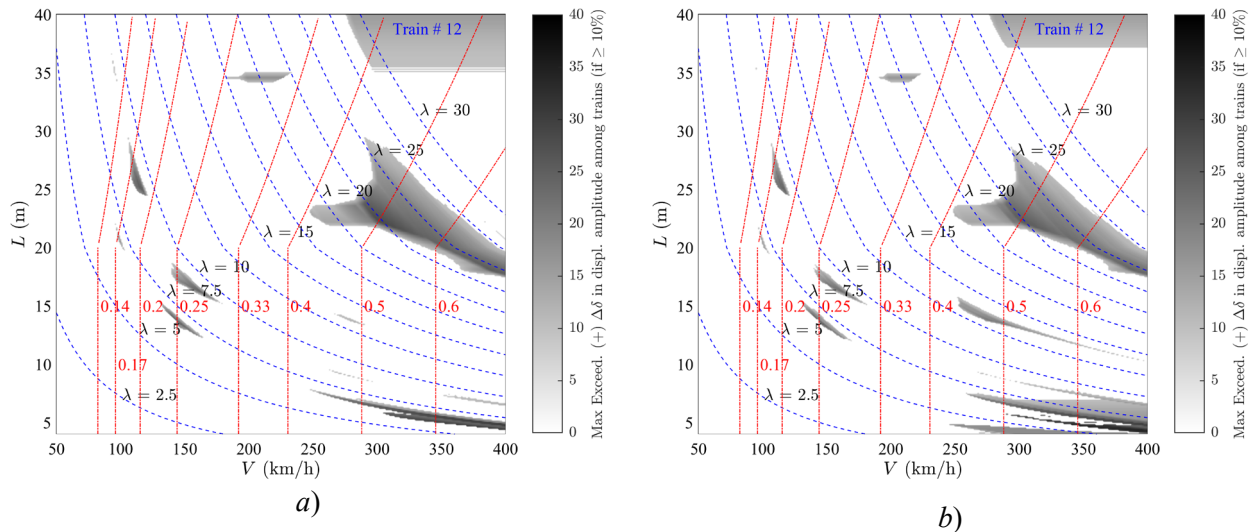 40
35
30
25
20
15
10
5
L (m)
50
100
150
200
250
300
350
400
V (km/h)
Train # 12
λ = 30
λ = 25
λ = 20
λ = 15
λ = 10
λ = 7.5
λ = 5
λ = 2.5
0.14
0.2
0.25
0.33
0.4
0.5
0.6
0.17
40
35
30
25
20
15
10
5
0
Max Exceed. (+) Δδ in displ. amplitude among trains (if ≥ 10%)
a)
40
35
30
25
20
15
10
5
L (m)
50
100
150
200
250
300
350
400
V (km/h)
Train # 12
λ = 30
λ = 25
λ = 20
λ = 15
λ = 10
λ = 7.5
λ = 5
λ = 2.5
0.14
0.2
0.25
0.33
0.4
0.5
0.6
0.17
40
35
30
25
20
15
10
5
0
Max Exceed. (+) Δδ in displ. amplitude among trains (if ≥ 10%)
b)